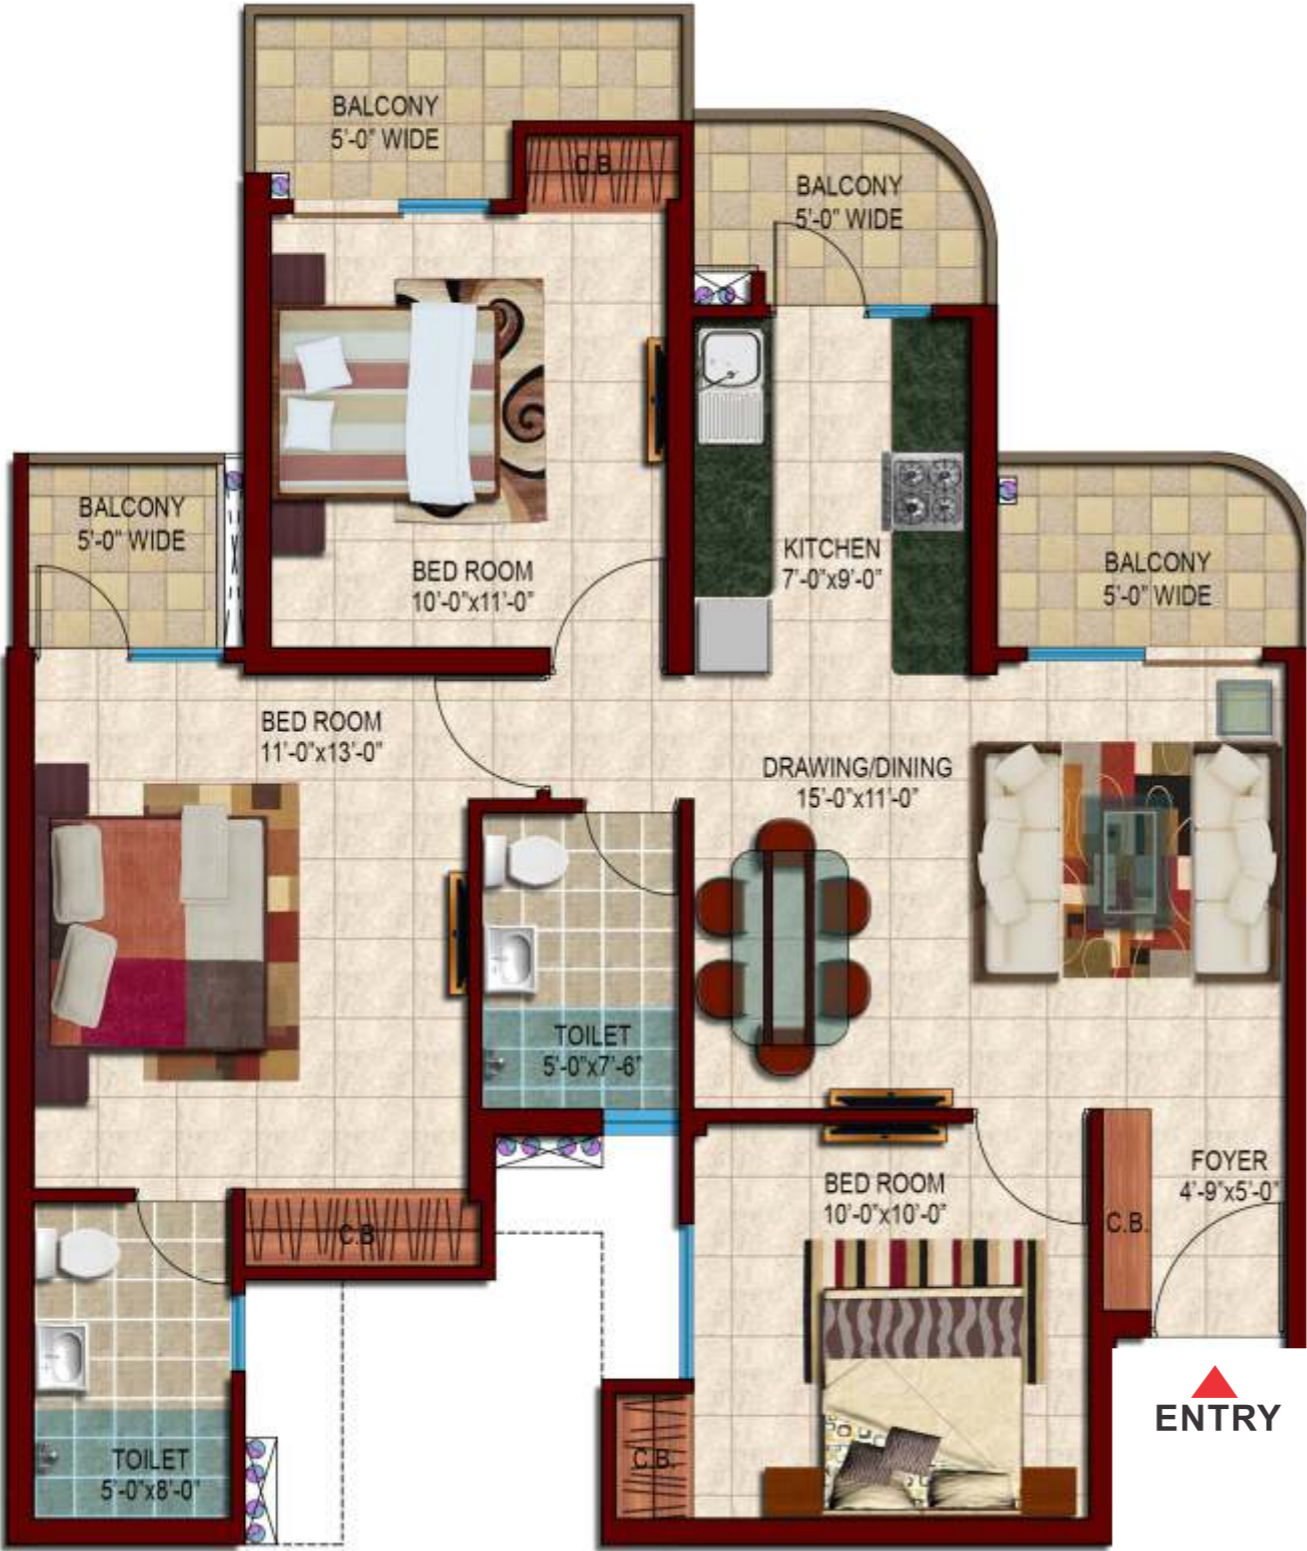 BALCONY
5'-0" WIDE
C.B.
BALCONY
5'-0" WIDE
BALCONY
5'-0" WIDE
BED ROOM
10'-0"x11'-0"
KITCHEN
7'-0"x9'-0"
BALCONY
5'-0" WIDE
BED ROOM
11'-0"x13'-0"
DRAWING/DINING
15'-0"x11'-0"
TOILET
5'-0"x7'-6"
BED ROOM
10'-0"x10'-0"
FOYER
4'-9"x5'-0"
C.B.
C.B.
ENTRY
C.B.
TOILET
5'-0"x8'-0"